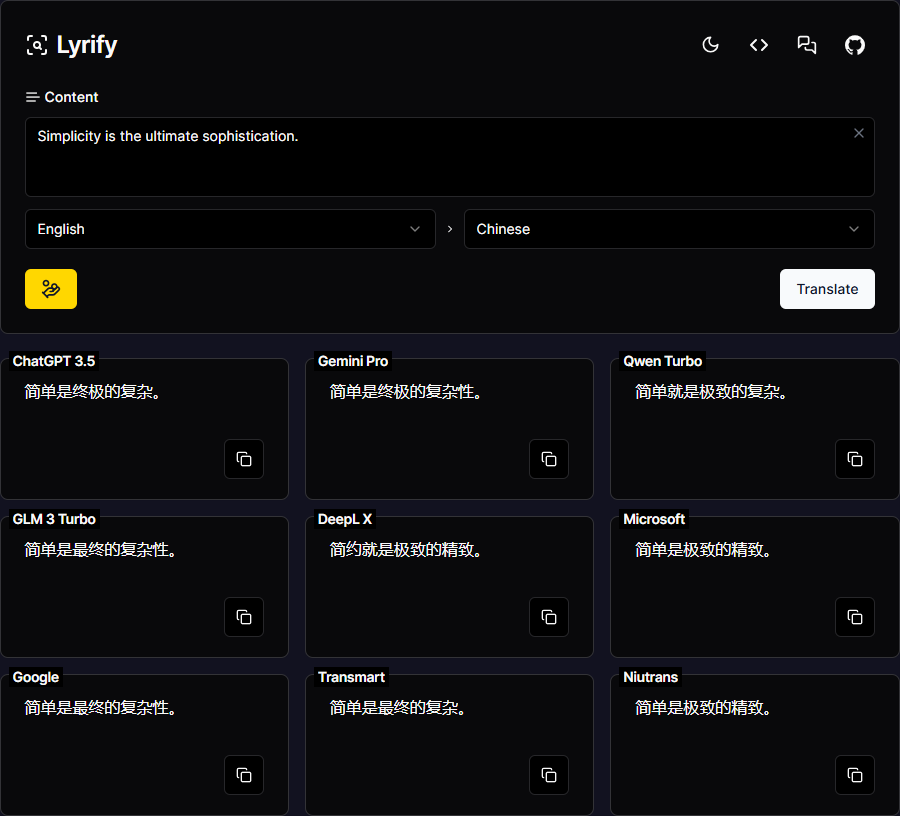 Lyrify
Content
Simplicity is the ultimate sophistication.
English
Chinese
Translate
ChatGPT 3.5
简单是终极的复杂。
Gemini Pro
简单是终极的复杂性。
Qwen Turbo
简单就是极致的复杂。
GLM 3 Turbo
简单是最终的复杂性。
DeepL X
简约就是极致的精致。
Microsoft
简单是极致的精致。
Google
简单是最终的复杂性。
Transmart
简单是最终的复杂。
Niutrans
简单是极致的精致。